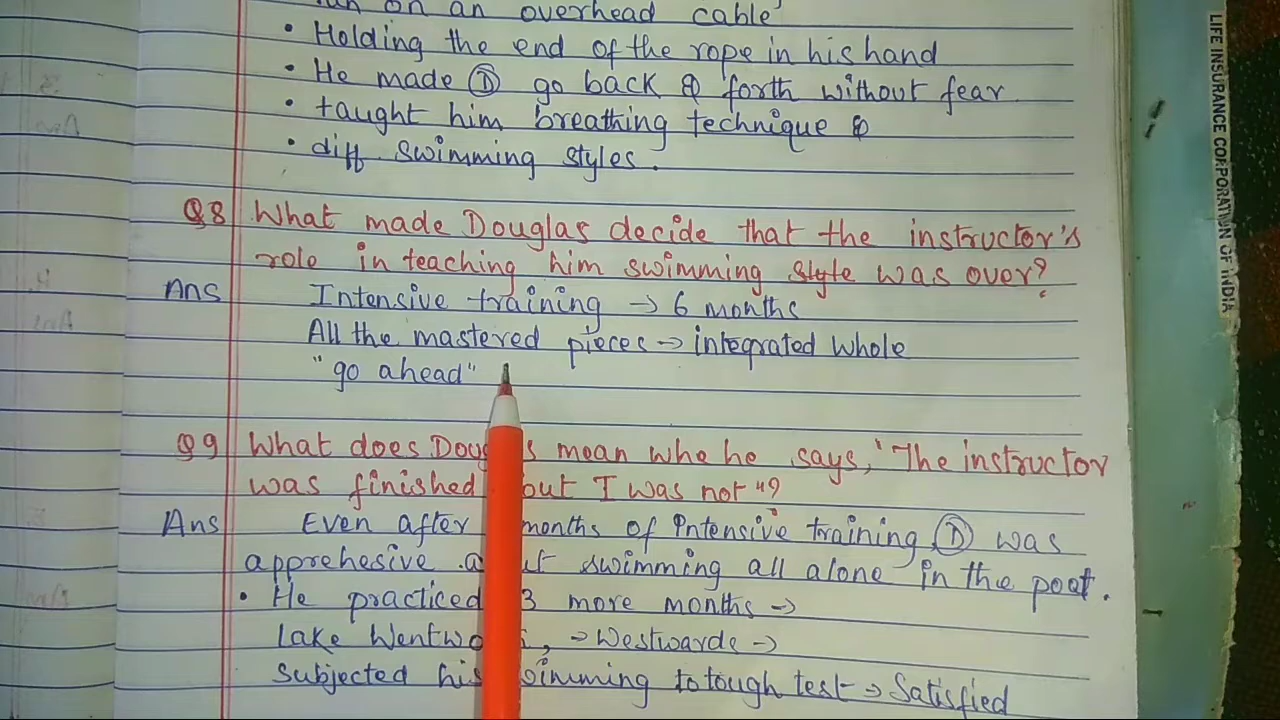 on an overhead cable'
• Holding the end of the rope in his hand
• He made Ⓓ go back & forth without fear
• taught him breathing technique &
• diff swimming styles.
Q8 What made Douglas decide that the instructor's
role in teaching him swimming style was over?
Ans Intensive training → 6 months
All the mastered pieces → integrated whole
"go ahead"
Q9 What does Doug s mean whe he says, "The instructor
was finished but I was not"?
Ans Even after months of intensive training, Ⓓ was
apprehesive a ut swimming all alone in the pool.
• He practiced 3 more months →
Lake Wentwo , → Westwarde →
Subjected his swimming to tough test → Satisfied
LIFE INSURANCE CORPORATION OF INDIA